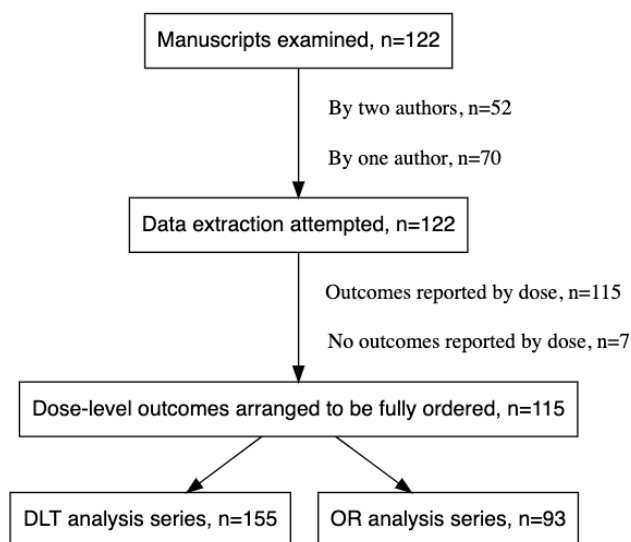 Manuscripts examined, n=122
By two authors, n=52
By one author, n=70
Data extraction attempted, n=122
Outcomes reported by dose, n=115
No outcomes reported by dose, n=7
Dose-level outcomes arranged to be fully ordered, n=115
DLT analysis series, n=155
OR analysis series, n=93